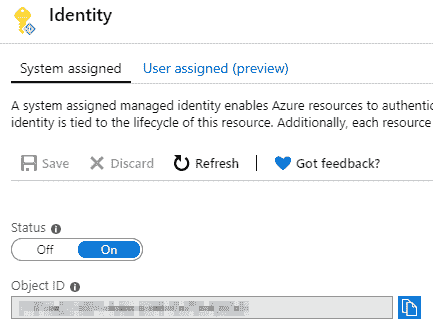 Identity
System assigned User assigned (preview)
A system assigned managed identity enables Azure resources to authentic
identity is tied to the lifecycle of this resource. Additionally, each resource
Save Discard Refresh Got feedback?
Status
Off On
Object ID